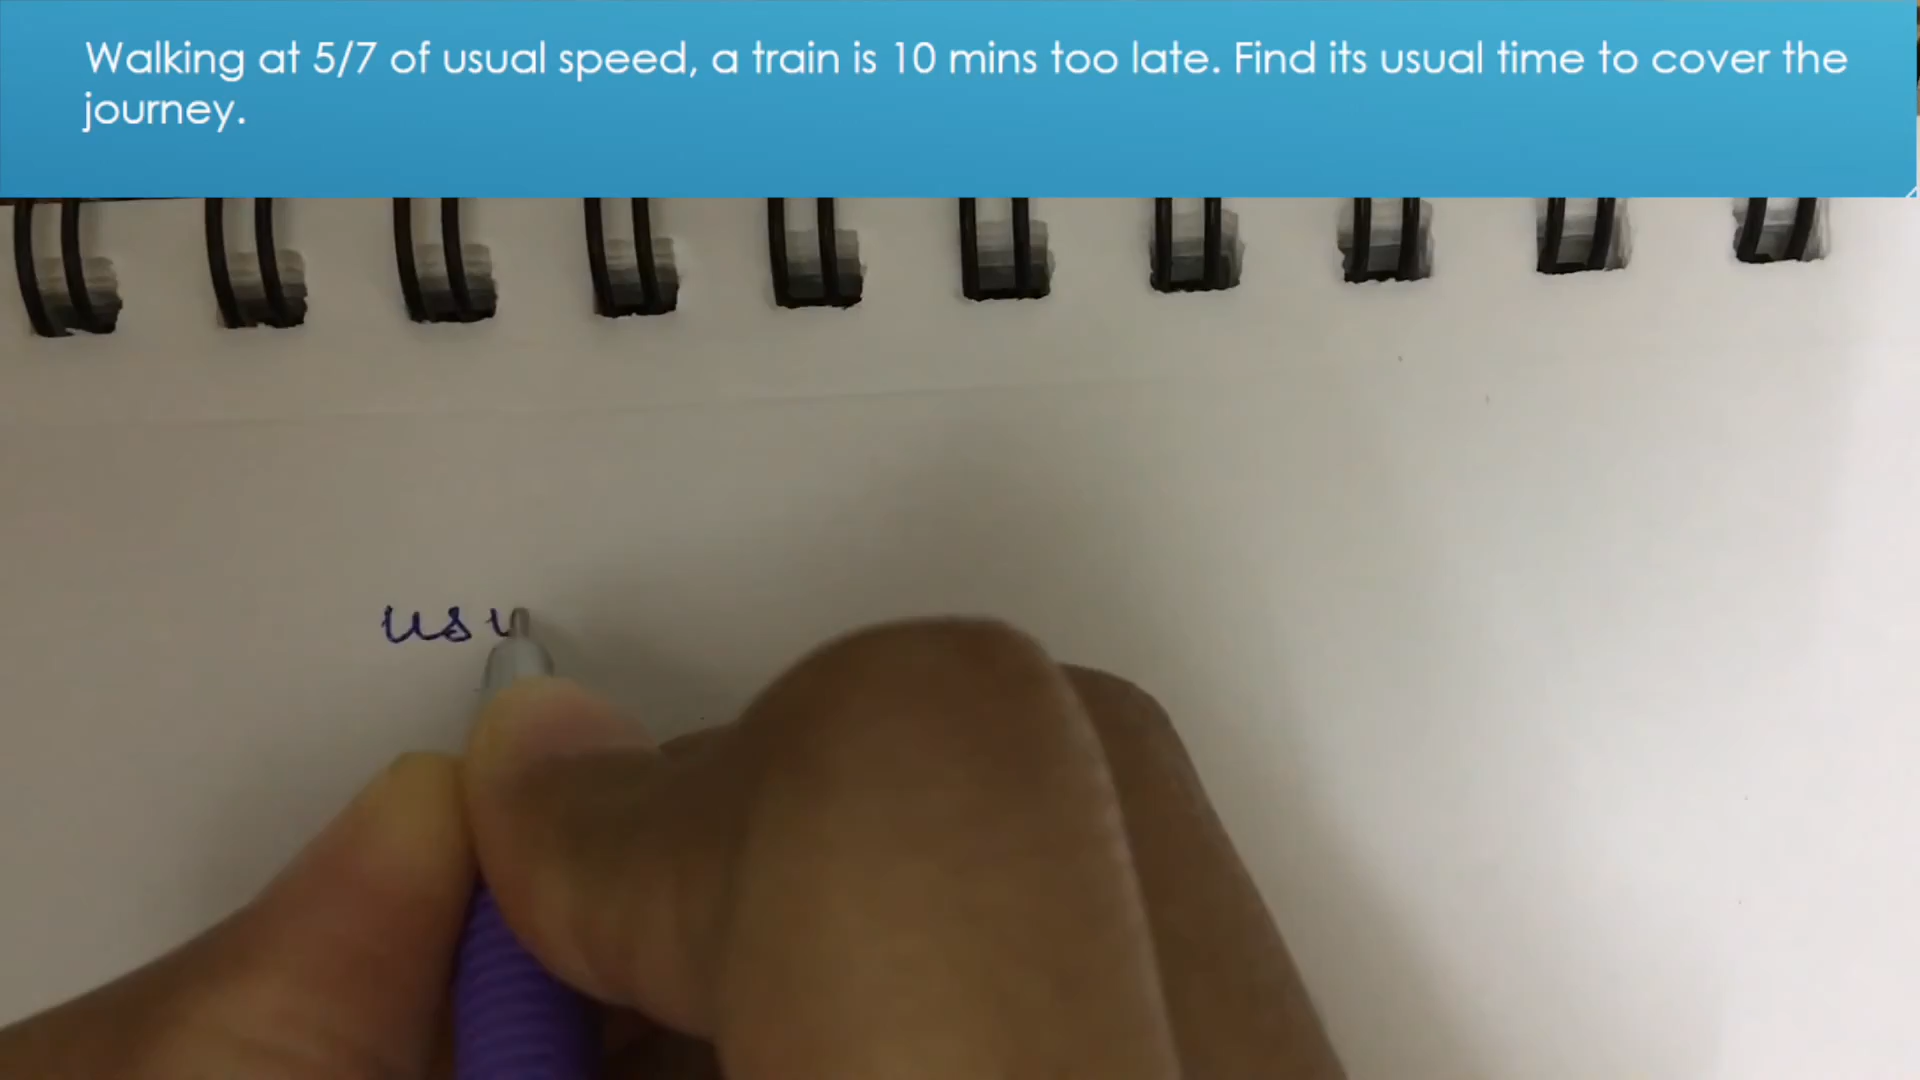 Walking at 5/7 of usual speed, a train is 10 mins too late. Find its usual time to cover the
journey.
usu